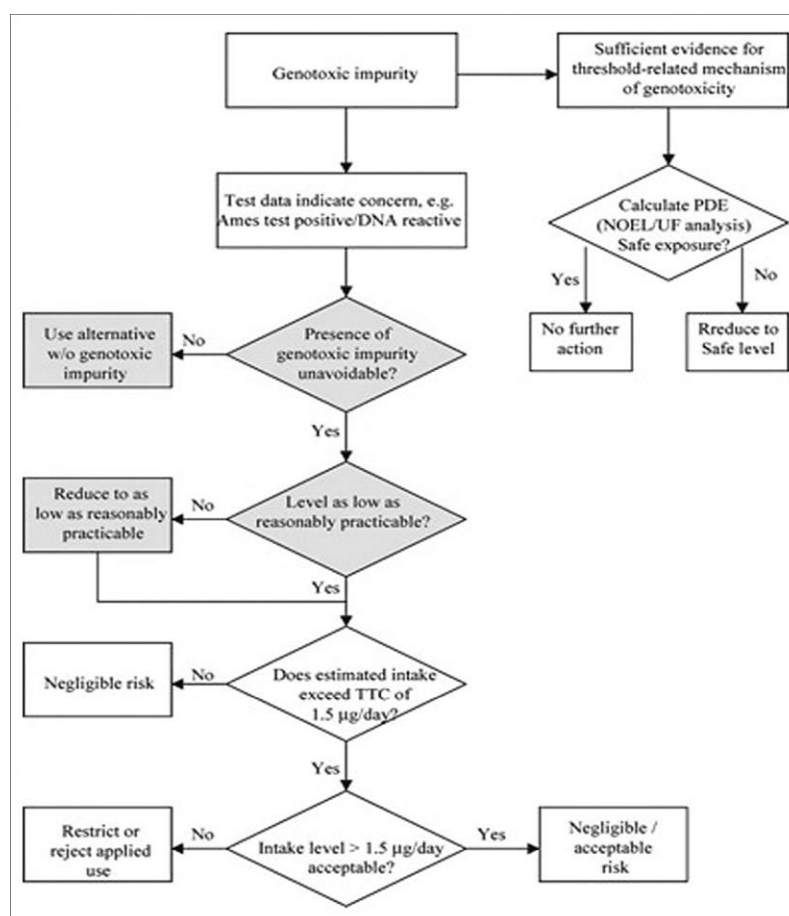 Genotoxic impurity
Sufficient evidence for
threshold-related mechanism
of genotoxicity
Test data indicate concern, e.g.
Ames test positive/DNA reactive
Calculate PDE
(NOEL/UF analysis)
Safe exposure?
Yes
No
No further
action
Rreduce to
Safe level
Use alternative
w/o genotoxic
impurity
No
Presence of
genotoxic impurity
unavoidable?
Yes
Reduce to as
low as reasonably
practicable
No
Level as low as
reasonably practicable?
Yes
Negligible risk
No
Does estimated intake
exceed TTC of
1.5 µg/day?
Yes
Restrict or
reject applied
use
No
Intake level > 1.5 µg/day
acceptable?
Yes
Negligible /
acceptable
risk